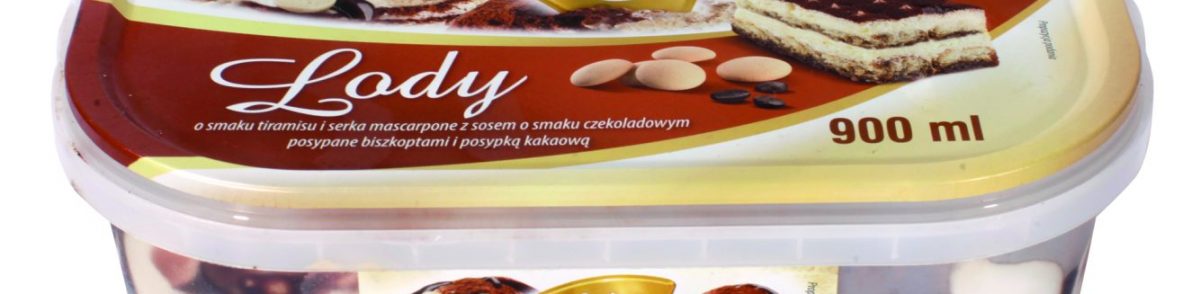 Lody
o smaku tiramisu i serka mascarpone z sosem o smaku czekoladowym
posypane biszkoptami i posypką kakaową
900 ml